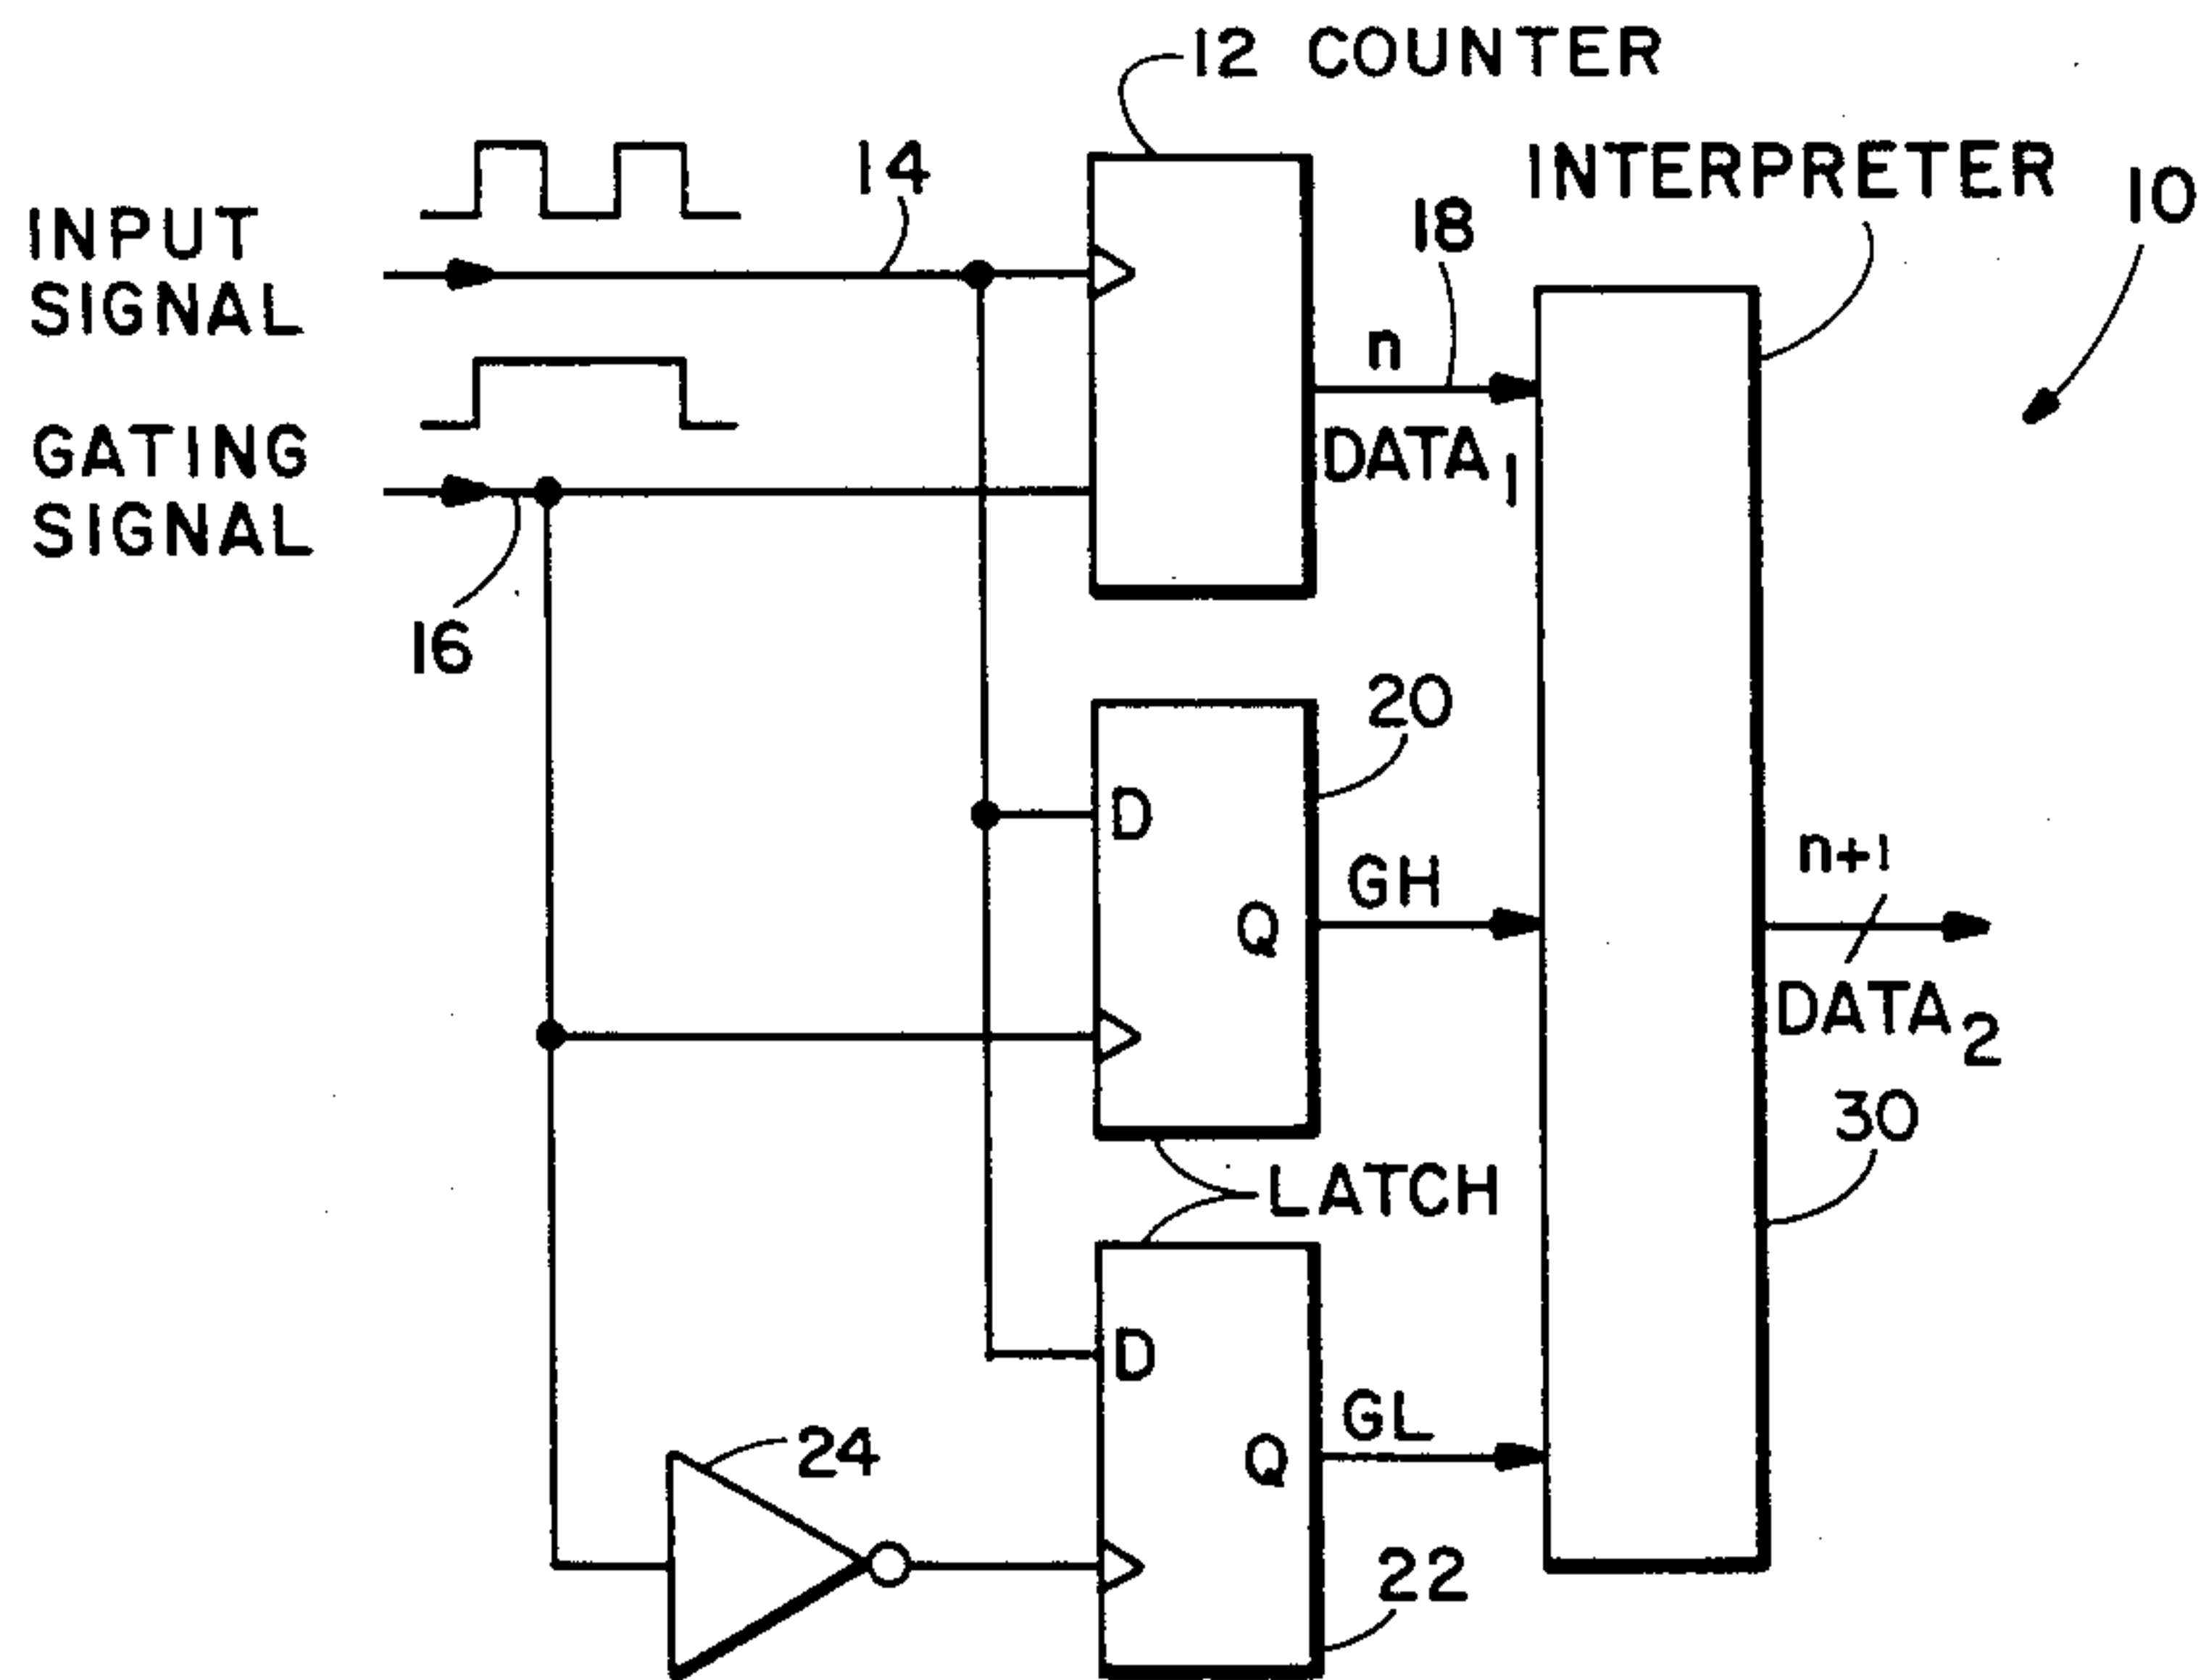 12 COUNTER
INTERPRETER
10
14
18
INPUT
SIGNAL
n
DATA1
GATING
SIGNAL
16
20
D
GH
Q
n+1
DATA2
30
LATCH
D
GL
Q
24
22